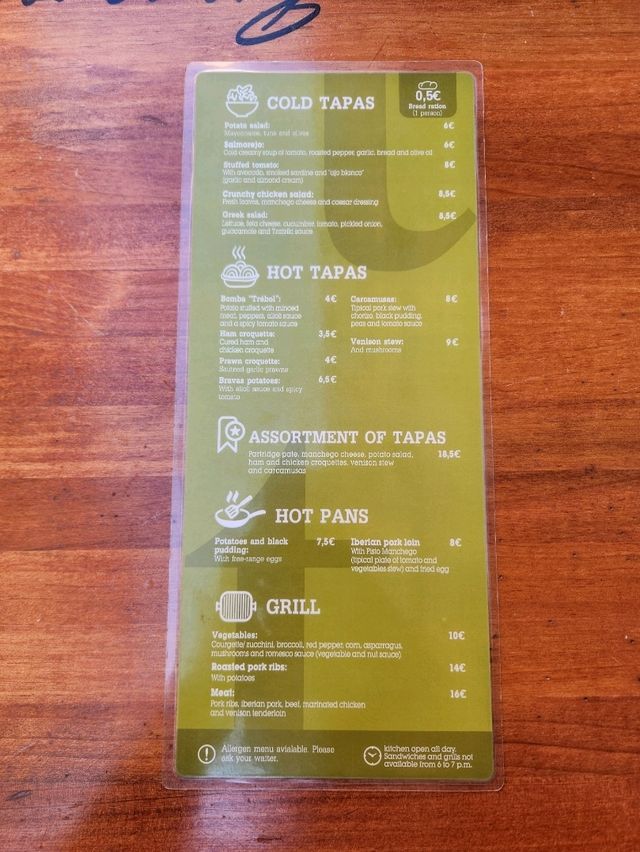 COLD TAPAS
0,5€
Bread ration
(1 person)
Potato salad: 6€
Mayonnaise, tuna and olives
Salmorejo: 6€
Cold creamy soup of tomato, roasted pepper, garlic, bread and olive oil
Stuffed tomato: 8€
With avocado, smoked sardine and "ajo blanco"
(garlic and almond cream)
Crunchy chicken salad: 8,5€
Fresh leaves, manchego cheese and caesar dressing
Greek salad: 8,5€
Lettuce, feta cheese, cucumber, tomato, pickled onion,
guacamole and Tzatziki sauce
HOT TAPAS
Bomba "Trébol": 4€
Potato stuffed with minced
meat, peppers, alioli sauce
and a spicy tomato sauce
Ham croquette: 3,5€
Cured ham and
chicken croquette
Prawn croquette: 4€
Sauteed garlic prawns
Bravas potatoes: 6,5€
With alioli sauce and spicy
tomato
Carcamusas: 8€
Tipical pork stew with
chorizo, black pudding,
peas and tomato sauce
Venison stew: 9€
And mushrooms
ASSORTMENT OF TAPAS
Partridge pate, manchego cheese, potato salad, 18,5€
ham and chicken croquettes, venison stew
and carcamusas
HOT PANS
Potatoes and black 7,5€
pudding:
With free-range eggs
Iberian pork loin 8€
With Pisto Manchego
(tipical plate of tomato and
vegetables stew) and fried egg
GRILL
Vegetables: 10€
Courgette/ zucchini, broccoli, red pepper, corn, asparragus,
mushrooms and romesco sauce (vegetable and nut sauce)
Roasted pork ribs: 14€
With potatoes
Meat: 16€
Pork ribs, iberian pork, beef, marinated chicken
and venison tenderloin
Allergen menu avialable. Please
ask your waiter.
kitchen open all day.
Sandwiches and grills not
available from 6 to 7 p.m.